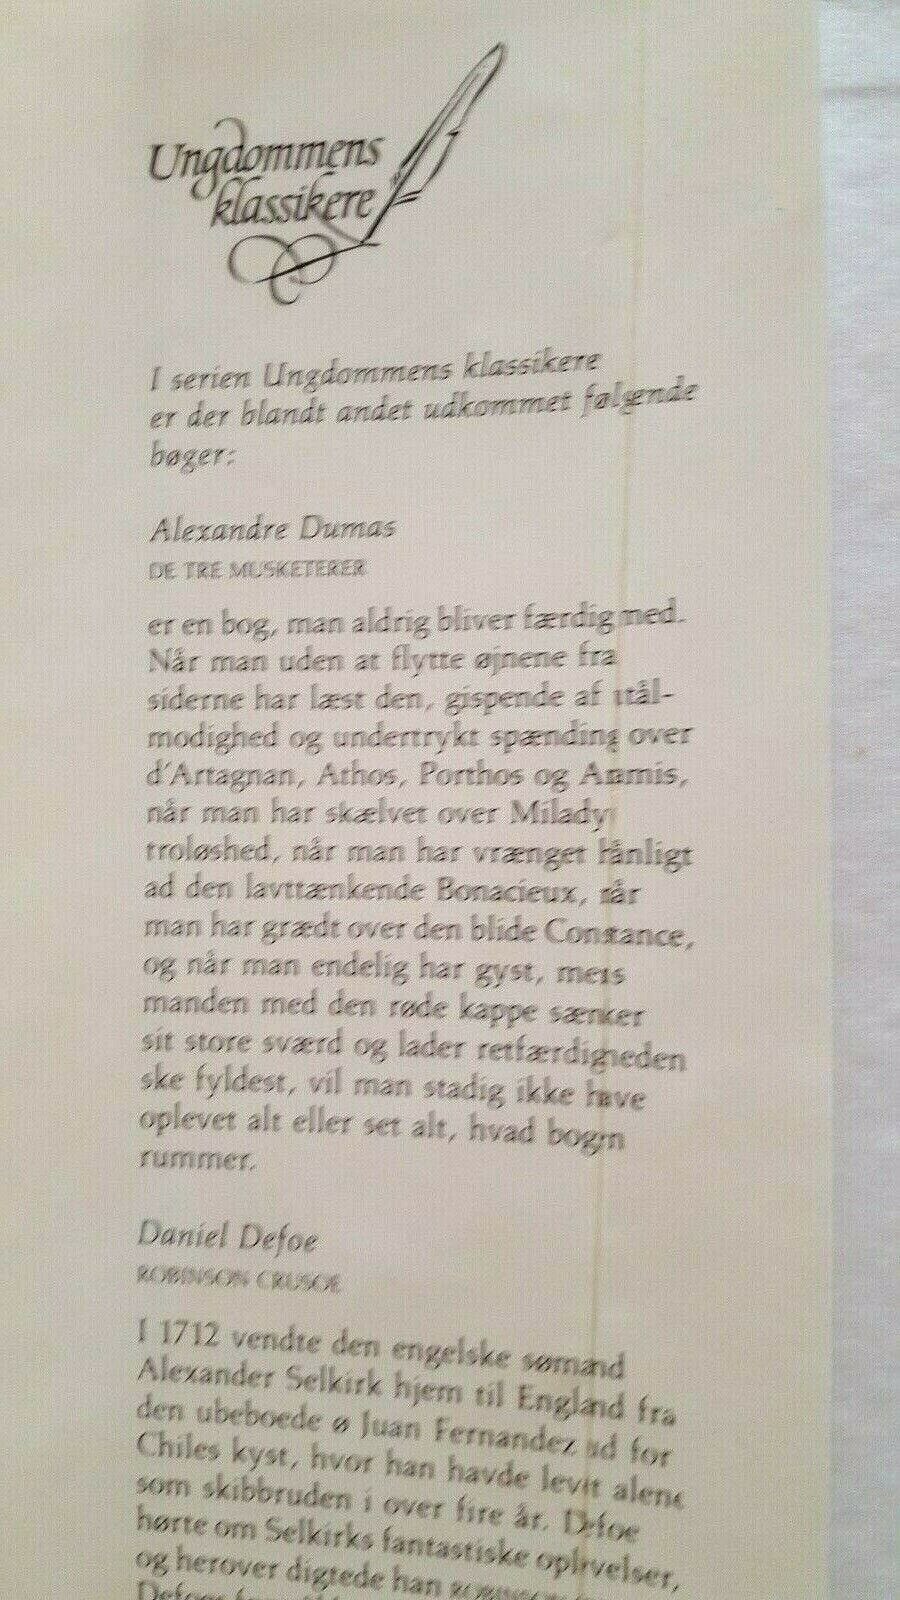 Ungdommens
klassikere
I serien Ungdommens klassikere
er der blandt andet udkommet følgende
bøger:
Alexandre Dumas
DE TRE MUSKETERER
er en bog, man aldrig bliver færdig med.
Når man uden at flytte øjnene fra
siderne har læst den, gispende af utål-
modighed og undertrykt spænding over
d'Artagnan, Athos, Porthos og Aramis,
når man har skælvet over Milady
troløshed, når man har vrænget hånligt
ad den lavttænkende Bonacieux, når
man har grædt over den blide Constance,
og når man endelig har gyst, mens
manden med den røde kappe sænker
sit store sværd og lader retfærdigheden
ske fyldest, vil man stadig ikke have
oplevet alt eller set alt, hvad bogen
rummer.
Daniel Defoe
ROBINSON CRUSOE
I 1712 vendte den engelske sømand
Alexander Selkirk hjem til England fra
den ubeboede ø Juan Fernandez ud for
Chiles kyst, hvor han havde levet alene
som skibbruden i over fire år. Defoe
hørte om Selkirks fantastiske oplevelser,
og herover digtede han ROBINSON